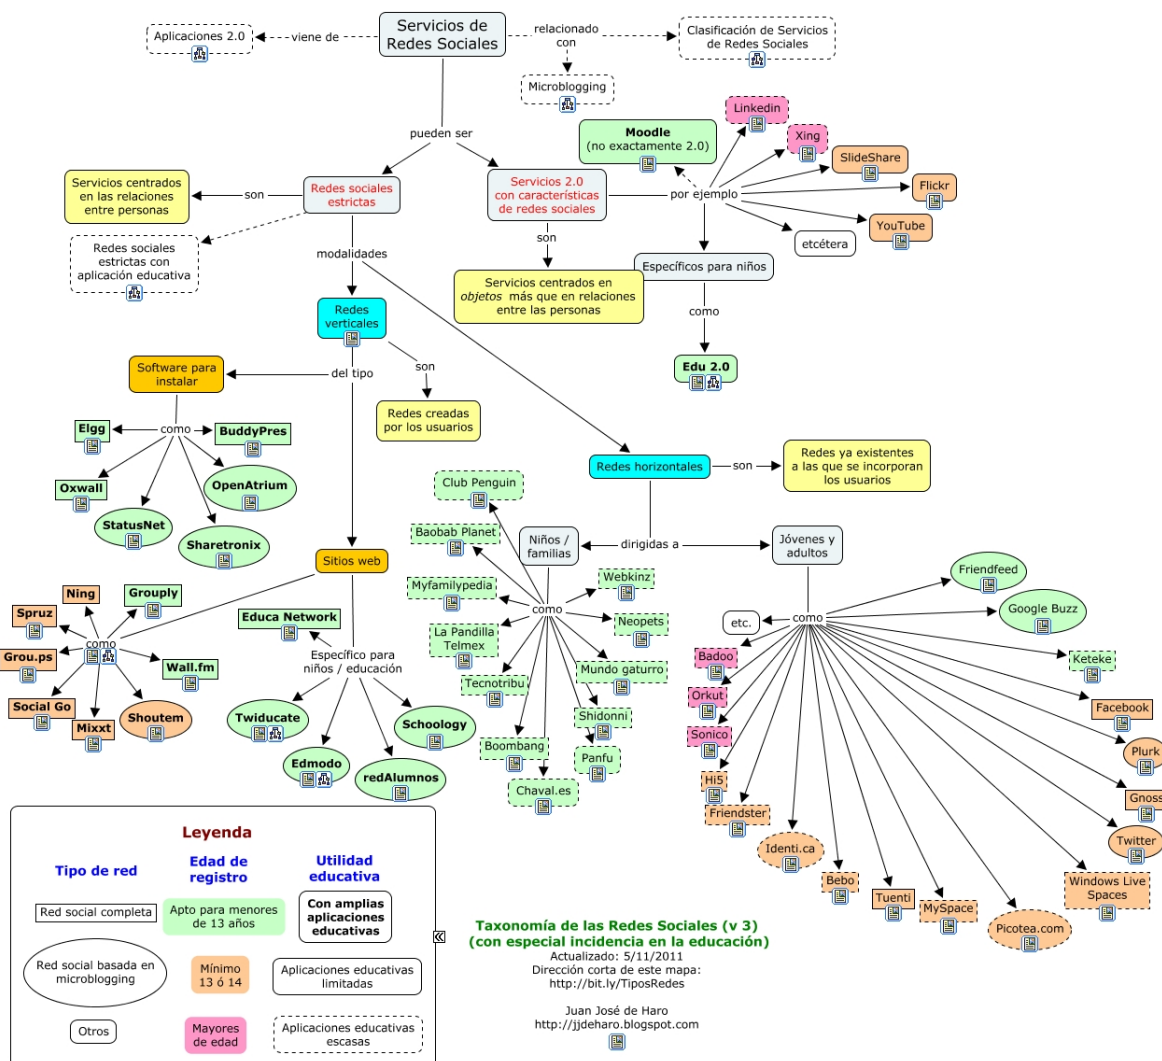 Servicios de
Redes Sociales
Aplicaciones 2.0
viene de
relacionado
con
Clasificación de Servicios
de Redes Sociales
Microblogging
pueden ser
Linkedin
Xing
Moodle
(no exactamente 2.0)
SlideShare
Flickr
YouTube
etcétera
por ejemplo
Servicios centrados
en las relaciones
entre personas
son
Redes sociales
estrictas
Servicios 2.0
con características
de redes sociales
Redes sociales
estrictas con
aplicación educativa
modalidades
son
Específicos para niños
Servicios centrados en
objetos más que en relaciones
entre las personas
como
Edu 2.0
Redes
verticales
Software para
instalar
del tipo
son
Redes creadas
por los usuarios
Elgg
como
BuddyPres
Oxwall
OpenAtrium
StatusNet
Sharetronix
Redes horizontales
son
Redes ya existentes
a las que se incorporan
los usuarios
Niños /
familias
dirigidas a
Jóvenes y
adultos
Club Penguin
Baobab Planet
Myfamilypedia
como
Webkinz
La Pandilla
Telmex
Neopets
Tecnotribu
Mundo gaturro
Boombang
Shidonni
Chaval.es
Panfu
Sitios web
Ning
Grouply
Spruz
como
Grou.ps
Wall.fm
Social Go
Mixxt
Shoutem
Educa Network
Específico para
niños / educación
Twiducate
Schoology
Edmodo
redAlumnos
Friendfeed
Google Buzz
etc.
como
Badoo
Keteke
Orkut
Facebook
Sonico
Plurk
Hi5
Gnoss
Friendster
Twitter
Identi.ca
Windows Live
Spaces
Bebo
Tuenti
MySpace
Picotea.com
Leyenda
Tipo de red
Edad de
registro
Utilidad
educativa
Red social completa
Apto para menores
de 13 años
Con amplias
aplicaciones
educativas
Red social basada en
microblogging
Mínimo
13 ó 14
Aplicaciones educativas
limitadas
Otros
Mayores
de edad
Aplicaciones educativas
escasas
Taxonomía de las Redes Sociales (v 3)
(con especial incidencia en la educación)
Actualizado: 5/11/2011
Dirección corta de este mapa:
http://bit.ly/TiposRedes
Juan José de Haro
http://jjdeharo.blogspot.com